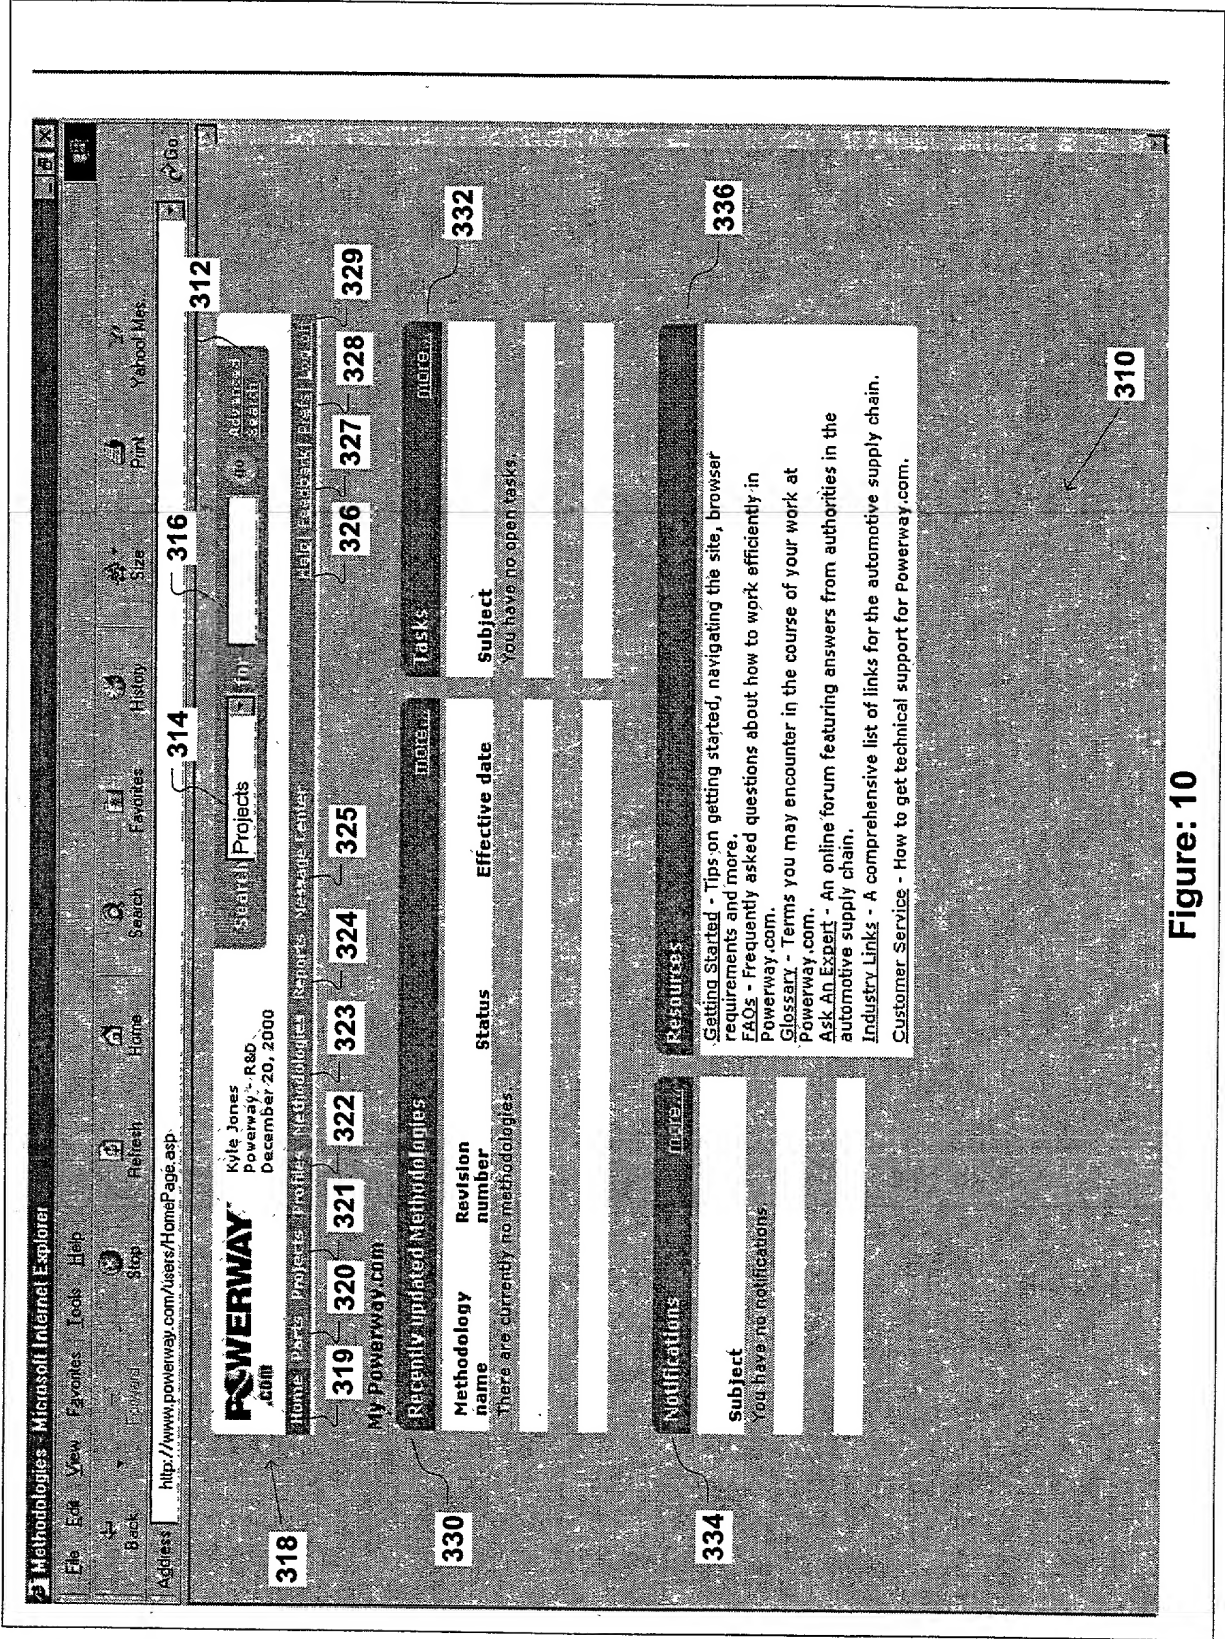 Methodologies - Microsoft Internet Explorer
File Edit View Favorites Tools Help
Back Forward Stop Refresh Home Search Favorites History Size Print Yahoo! Mes.
Address http://www.powerway.com/users/HomePage.asp Go
312
314
316
POWERWAY
.com
Kyle Jones
Powerway - R&D
December 20, 2000
Search Projects for Go Advanced Search
318
Home Parts Projects Profiles Methodologies Reports Message Center Help Feedback Prefs Log off
319 320 321 322 323 324 325 326 327 328 329
My Powerway.com
330
Recently updated Methodologies more...
Methodology name Revision number Status Effective date
There are currently no methodologies
332
Tasks more...
Subject
You have no open tasks.
334
Notifications more...
Subject
You have no notifications
336
Resources
Getting Started - Tips on getting started, navigating the site, browser
requirements and more.
FAQs - Frequently asked questions about how to work efficiently in
Powerway.com.
Glossary - Terms you may encounter in the course of your work at
Powerway.com.
Ask An Expert - An online forum featuring answers from authorities in the
automotive supply chain.
Industry Links - A comprehensive list of links for the automotive supply chain.
Customer Service - How to get technical support for Powerway.com.
310
Figure: 10